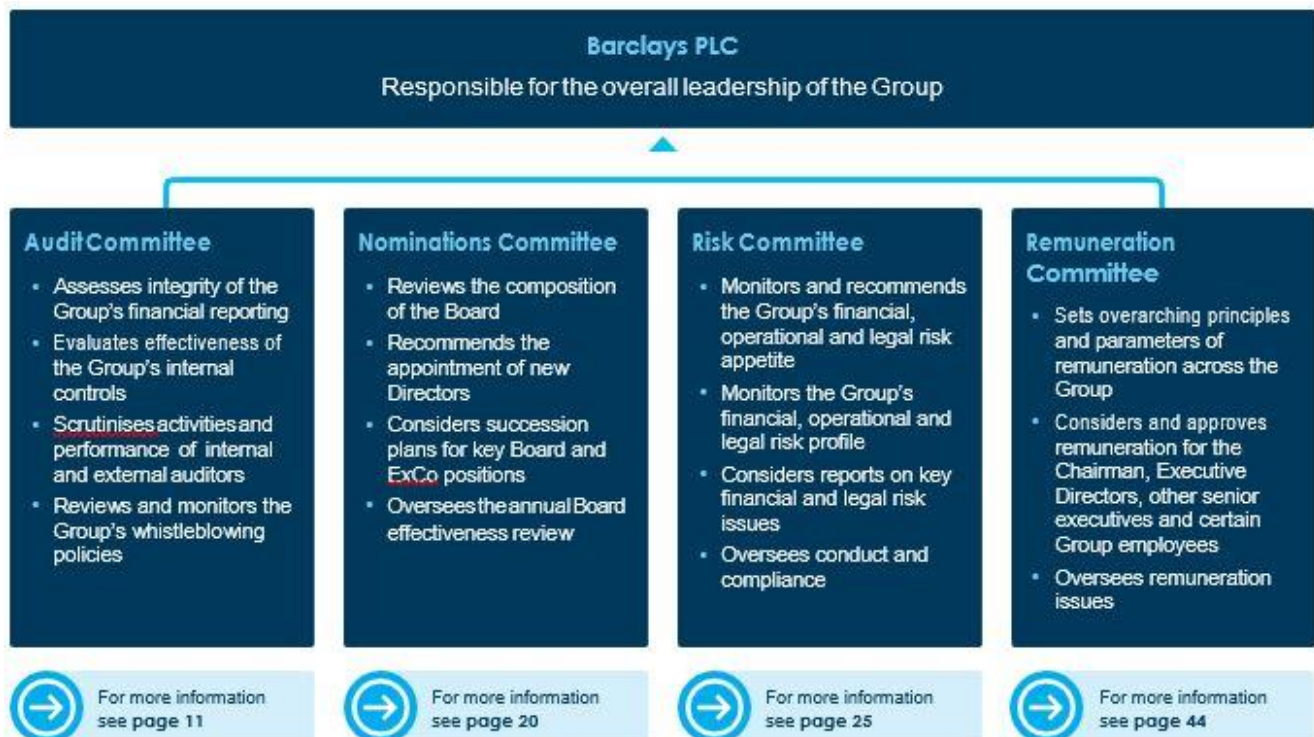 Barclays PLC
Responsible for the overall leadership of the Group
Audit Committee
• Assesses integrity of the
Group's financial reporting
• Evaluates effectiveness of
the Group's internal
controls
• Scrutinises activities and
performance of internal
and external auditors
• Reviews and monitors the
Group's whistleblowing
policies
For more information
see page 11
Nominations Committee
• Reviews the composition
of the Board
• Recommends the
appointment of new
Directors
• Considers succession
plans for key Board and
ExCo positions
• Oversees the annual Board
effectiveness review
For more information
see page 20
Risk Committee
• Monitors and recommends
the Group's financial,
operational and legal risk
appetite
• Monitors the Group's
financial, operational and
legal risk profile
• Considers reports on key
financial and legal risk
issues
• Oversees conduct and
compliance
For more information
see page 25
Remuneration
Committee
• Sets overarching principles
and parameters of
remuneration across the
Group
• Considers and approves
remuneration for the
Chairman, Executive
Directors, other senior
executives and certain
Group employees
• Oversees remuneration
issues
For more information
see page 44